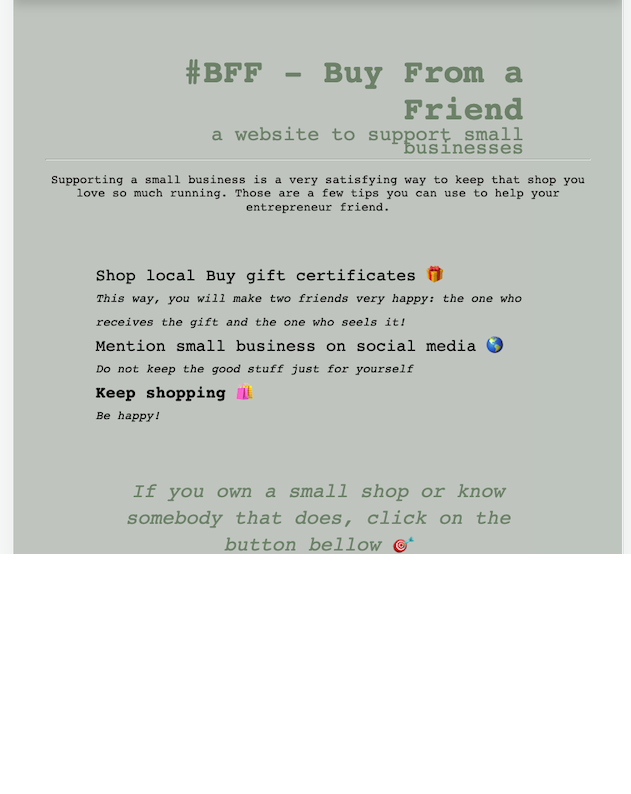 #BFF - Buy From a
Friend
a website to support small
businesses
Supporting a small business is a very satisfying way to keep that shop you
love so much running. Those are a few tips you can use to help your
entrepreneur friend.
Shop local Buy gift certificates 🎁
This way, you will make two friends very happy: the one who
receives the gift and the one who seels it!
Mention small business on social media 🌎
Do not keep the good stuff just for yourself
Keep shopping 🛍️
Be happy!
If you own a small shop or know
somebody that does, click on the
button bellow 🎯